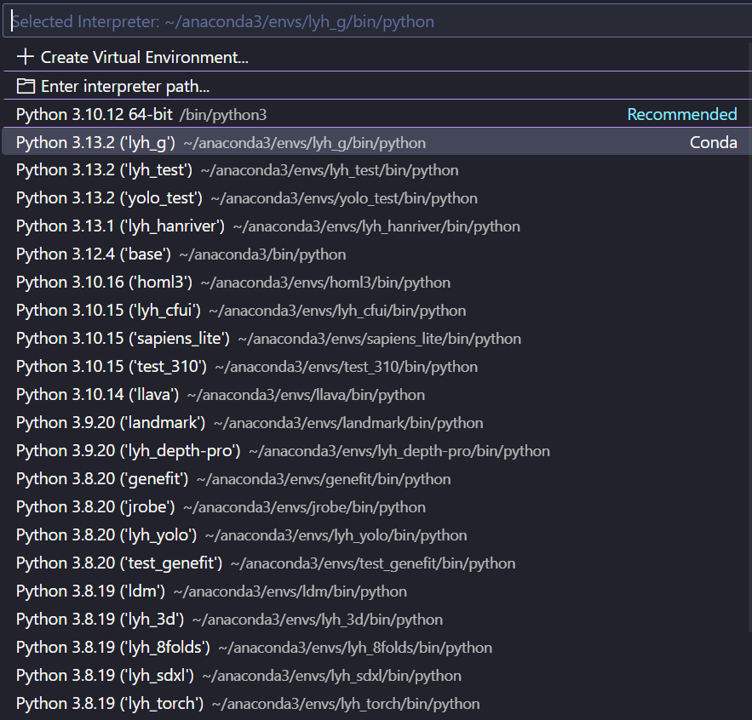 Selected Interpreter: ~/anaconda3/envs/lyh_g/bin/python
Create Virtual Environment...
Enter interpreter path...
Python 3.10.12 64-bit /bin/python3 Recommended
Python 3.13.2 ('lyh_g') ~/anaconda3/envs/lyh_g/bin/python Conda
Python 3.13.2 ('lyh_test') ~/anaconda3/envs/lyh_test/bin/python
Python 3.13.2 ('yolo_test') ~/anaconda3/envs/yolo_test/bin/python
Python 3.13.1 ('lyh_hanriver') ~/anaconda3/envs/lyh_hanriver/bin/python
Python 3.12.4 ('base') ~/anaconda3/bin/python
Python 3.10.16 ('homl3') ~/anaconda3/envs/homl3/bin/python
Python 3.10.15 ('lyh_cfui') ~/anaconda3/envs/lyh_cfui/bin/python
Python 3.10.15 ('sapiens_lite') ~/anaconda3/envs/sapiens_lite/bin/python
Python 3.10.15 ('test_310') ~/anaconda3/envs/test_310/bin/python
Python 3.10.14 ('llava') ~/anaconda3/envs/llava/bin/python
Python 3.9.20 ('landmark') ~/anaconda3/envs/landmark/bin/python
Python 3.9.20 ('lyh_depth-pro') ~/anaconda3/envs/lyh_depth-pro/bin/python
Python 3.8.20 ('genefit') ~/anaconda3/envs/genefit/bin/python
Python 3.8.20 ('jrobe') ~/anaconda3/envs/jrobe/bin/python
Python 3.8.20 ('lyh_yolo') ~/anaconda3/envs/lyh_yolo/bin/python
Python 3.8.20 ('test_genefit') ~/anaconda3/envs/test_genefit/bin/python
Python 3.8.19 ('ldm') ~/anaconda3/envs/ldm/bin/python
Python 3.8.19 ('lyh_3d') ~/anaconda3/envs/lyh_3d/bin/python
Python 3.8.19 ('lyh_8folds') ~/anaconda3/envs/lyh_8folds/bin/python
Python 3.8.19 ('lyh_sdxl') ~/anaconda3/envs/lyh_sdxl/bin/python
Python 3.8.19 ('lyh_torch') ~/anaconda3/envs/lyh_torch/bin/python